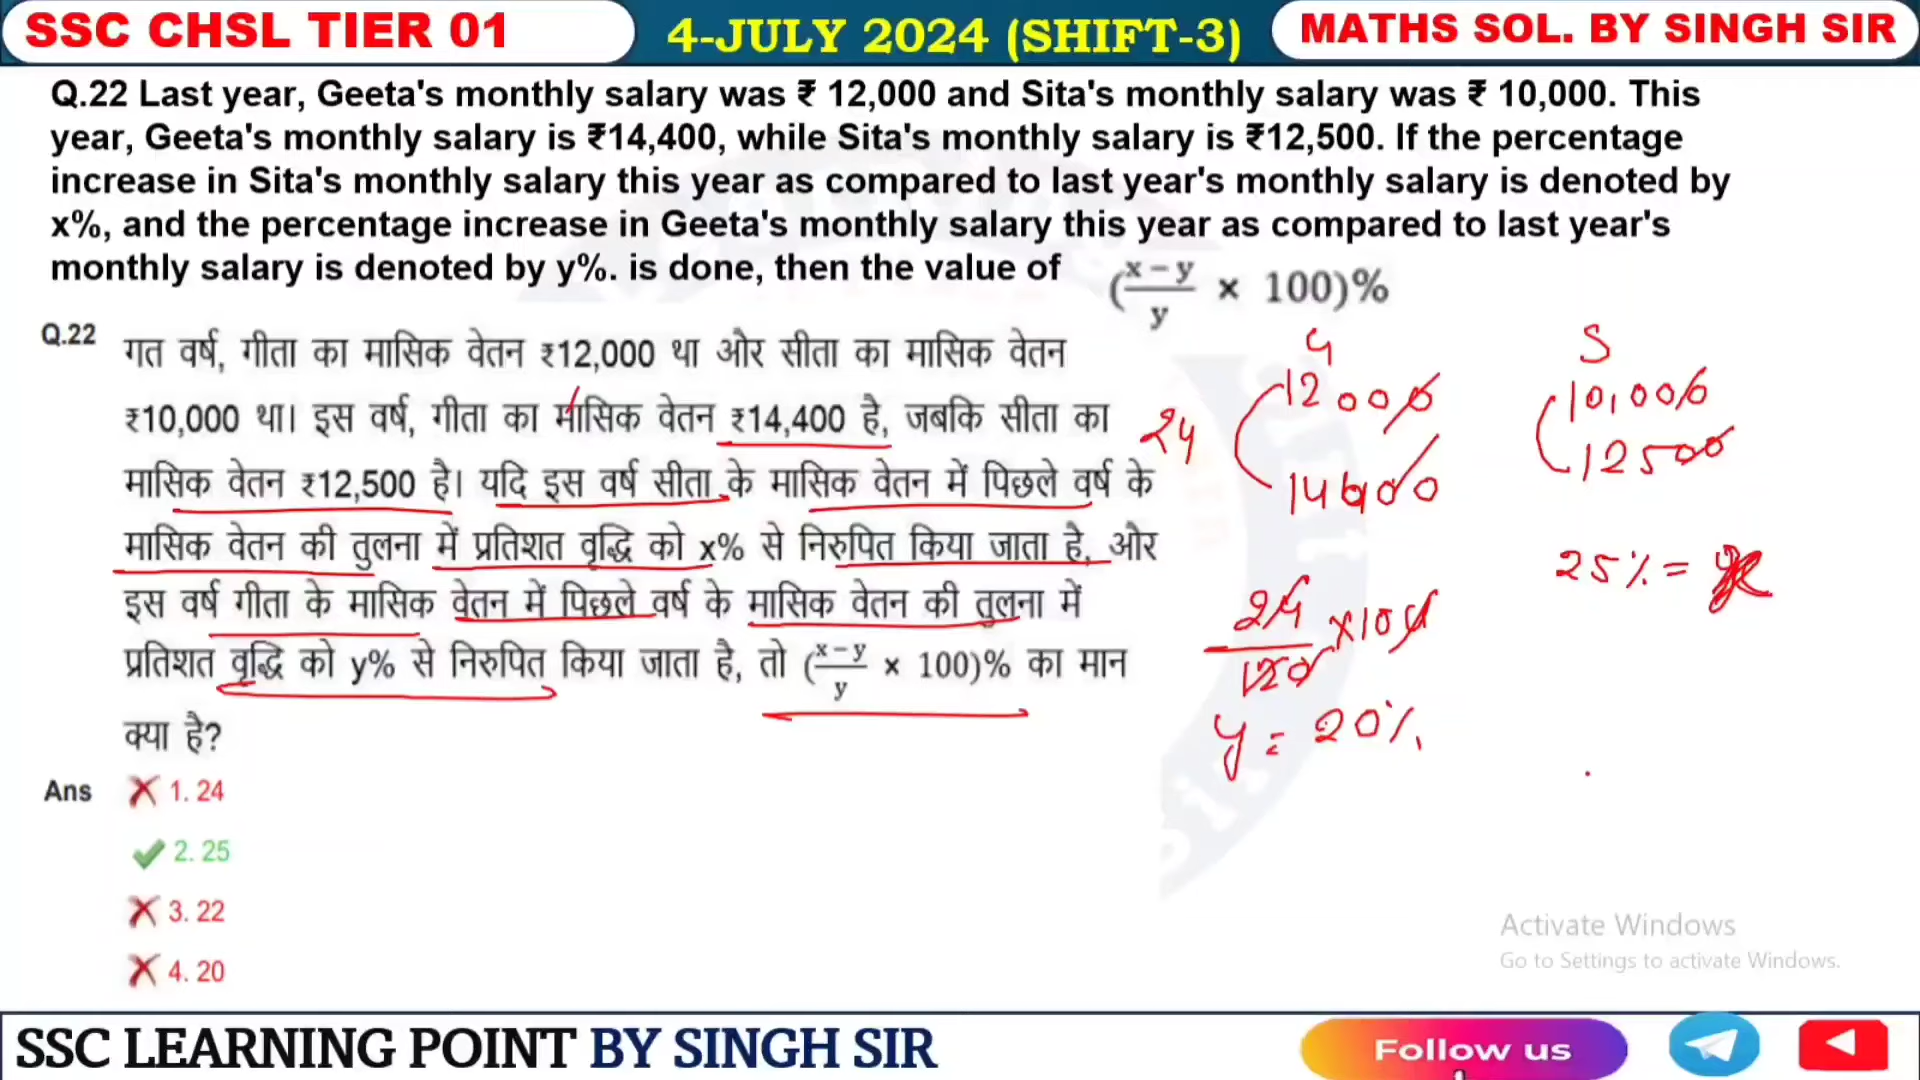 SSC CHSL TIER 01
4-JULY 2024 (SHIFT-3)
MATHS SOL. BY SINGH SIR
Q.22 Last year, Geeta's monthly salary was ₹ 12,000 and Sita's monthly salary was ₹ 10,000. This
year, Geeta's monthly salary is ₹14,400, while Sita's monthly salary is ₹12,500. If the percentage
increase in Sita's monthly salary this year as compared to last year's monthly salary is denoted by
x%, and the percentage increase in Geeta's monthly salary this year as compared to last year's
monthly salary is denoted by y%. is done, then the value of (x-y/y × 100)%
Q.22 गत वर्ष, गीता का मासिक वेतन ₹12,000 था और सीता का मासिक वेतन
₹10,000 था। इस वर्ष, गीता का मासिक वेतन ₹14,400 है, जबकि सीता का
मासिक वेतन ₹12,500 है। यदि इस वर्ष सीता के मासिक वेतन में पिछले वर्ष के
मासिक वेतन की तुलना में प्रतिशत वृद्धि को x% से निरुपित किया जाता है, और
इस वर्ष गीता के मासिक वेतन में पिछले वर्ष के मासिक वेतन की तुलना में
प्रतिशत वृद्धि को y% से निरुपित किया जाता है, तो (x-y/y × 100)% का मान
क्या है?
Ans 1. 24
2. 25
3. 22
4. 20
G
12000
24
14400
S
10,000
12500
25% = x
24/120 ×100
y = 20%
Activate Windows
Go to Settings to activate Windows.
SSC LEARNING POINT BY SINGH SIR
Follow us